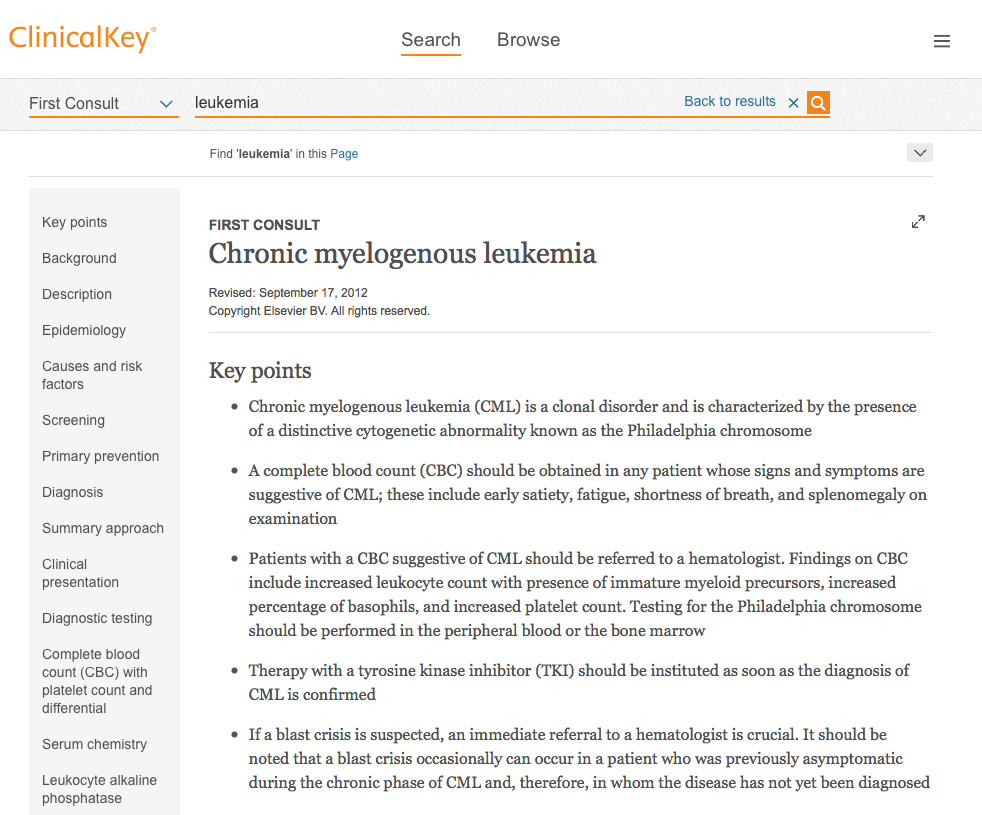 ClinicalKey®
Search
Browse
First Consult
leukemia
Back to results
Find 'leukemia' in this Page
Key points
Background
Description
Epidemiology
Causes and risk
factors
Screening
Primary prevention
Diagnosis
Summary approach
Clinical
presentation
Diagnostic testing
Complete blood
count (CBC) with
platelet count and
differential
Serum chemistry
Leukocyte alkaline
phosphatase
FIRST CONSULT
Chronic myelogenous leukemia
Revised: September 17, 2012
Copyright Elsevier BV. All rights reserved.
Key points
• Chronic myelogenous leukemia (CML) is a clonal disorder and is characterized by the presence
of a distinctive cytogenetic abnormality known as the Philadelphia chromosome
• A complete blood count (CBC) should be obtained in any patient whose signs and symptoms are
suggestive of CML; these include early satiety, fatigue, shortness of breath, and splenomegaly on
examination
• Patients with a CBC suggestive of CML should be referred to a hematologist. Findings on CBC
include increased leukocyte count with presence of immature myeloid precursors, increased
percentage of basophils, and increased platelet count. Testing for the Philadelphia chromosome
should be performed in the peripheral blood or the bone marrow
• Therapy with a tyrosine kinase inhibitor (TKI) should be instituted as soon as the diagnosis of
CML is confirmed
• If a blast crisis is suspected, an immediate referral to a hematologist is crucial. It should be
noted that a blast crisis occasionally can occur in a patient who was previously asymptomatic
during the chronic phase of CML and, therefore, in whom the disease has not yet been diagnosed